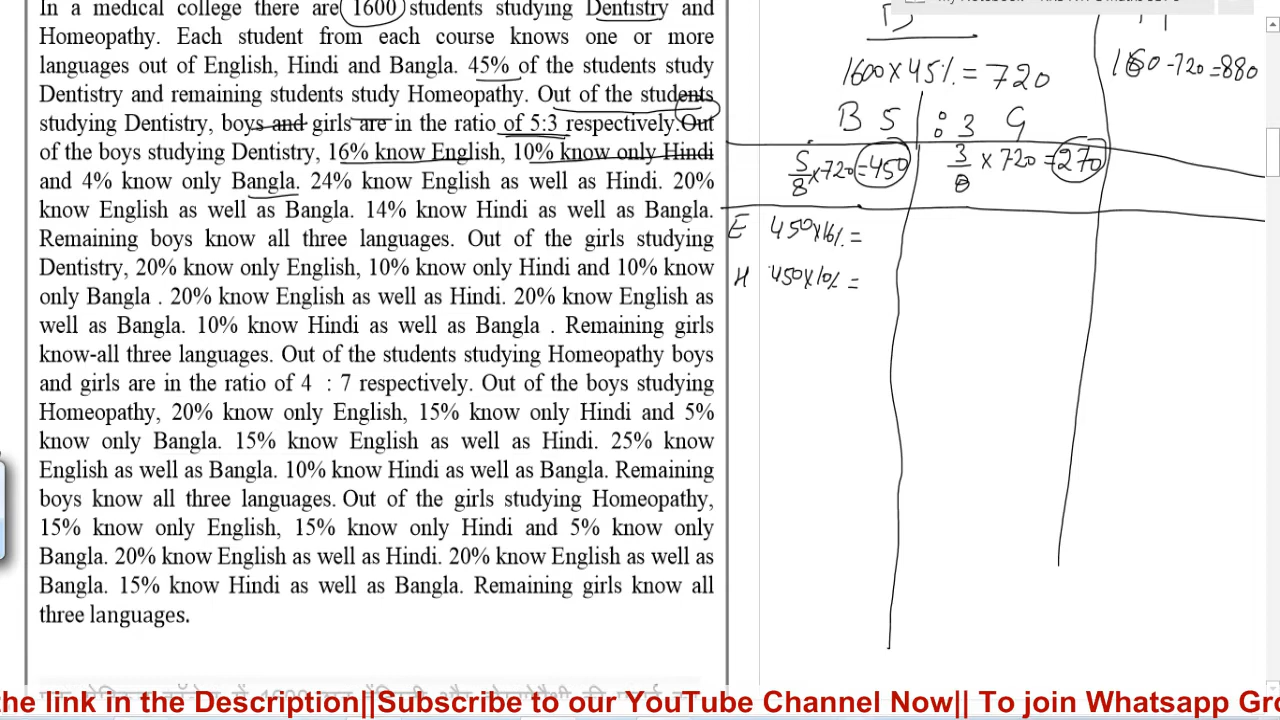 In a medical college there are 1600 students studying Dentistry and
Homeopathy. Each student from each course knows one or more
languages out of English, Hindi and Bangla. 45% of the students study
Dentistry and remaining students study Homeopathy. Out of the students
studying Dentistry, boys and girls are in the ratio of 5:3 respectively.Out
of the boys studying Dentistry, 16% know English, 10% know only Hindi
and 4% know only Bangla. 24% know English as well as Hindi. 20%
know English as well as Bangla. 14% know Hindi as well as Bangla.
Remaining boys know all three languages. Out of the girls studying
Dentistry, 20% know only English, 10% know only Hindi and 10% know
only Bangla . 20% know English as well as Hindi. 20% know English as
well as Bangla. 10% know Hindi as well as Bangla . Remaining girls
know-all three languages. Out of the students studying Homeopathy boys
and girls are in the ratio of 4 : 7 respectively. Out of the boys studying
Homeopathy, 20% know only English, 15% know only Hindi and 5%
know only Bangla. 15% know English as well as Hindi. 25% know
English as well as Bangla. 10% know Hindi as well as Bangla. Remaining
boys know all three languages. Out of the girls studying Homeopathy,
15% know only English, 15% know only Hindi and 5% know only
Bangla. 20% know English as well as Hindi. 20% know English as well as
Bangla. 15% know Hindi as well as Bangla. Remaining girls know all
three languages.
1600 X 45% = 720
-720=880
B 5 : 3 G
5/8 x720 =450
3/8 x 720 =270
E 450x16% =
H 450x10% =
the link in the Description||Subscribe to our YouTube Channel Now|| To join Whatsapp Gro